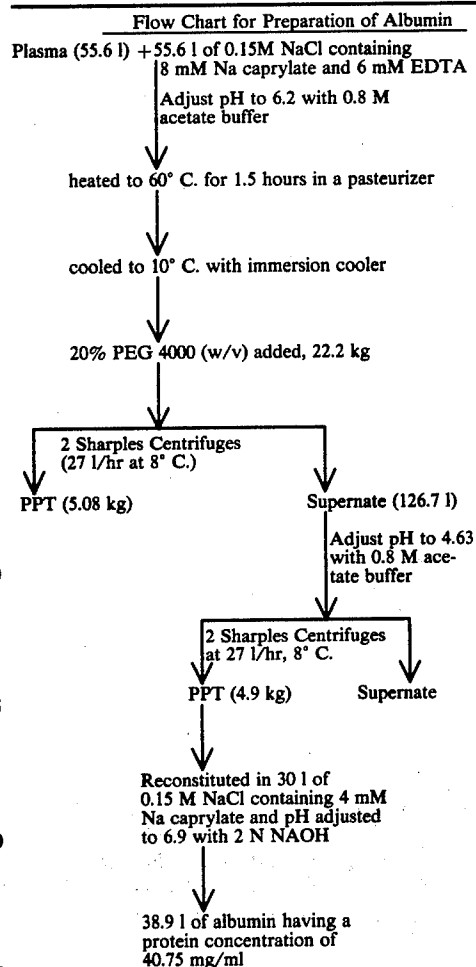 Flow Chart for Preparation of Albumin
Plasma (55.6 l) +55.6 l of 0.15M NaCl containing
8 mM Na caprylate and 6 mM EDTA
Adjust pH to 6.2 with 0.8 M
acetate buffer
heated to 60° C. for 1.5 hours in a pasteurizer
cooled to 10° C. with immersion cooler
20% PEG 4000 (w/v) added, 22.2 kg
2 Sharples Centrifuges
(27 l/hr at 8° C.)
PPT (5.08 kg)
Supernate (126.7 l)
Adjust pH to 4.63
with 0.8 M ace-
tate buffer
2 Sharples Centrifuges
at 27 l/hr, 8° C.
PPT (4.9 kg)
Supernate
Reconstituted in 30 l of
0.15 M NaCl containing 4 mM
Na caprylate and pH adjusted
to 6.9 with 2 N NAOH
38.9 l of albumin having a
protein concentration of
40.75 mg/ml